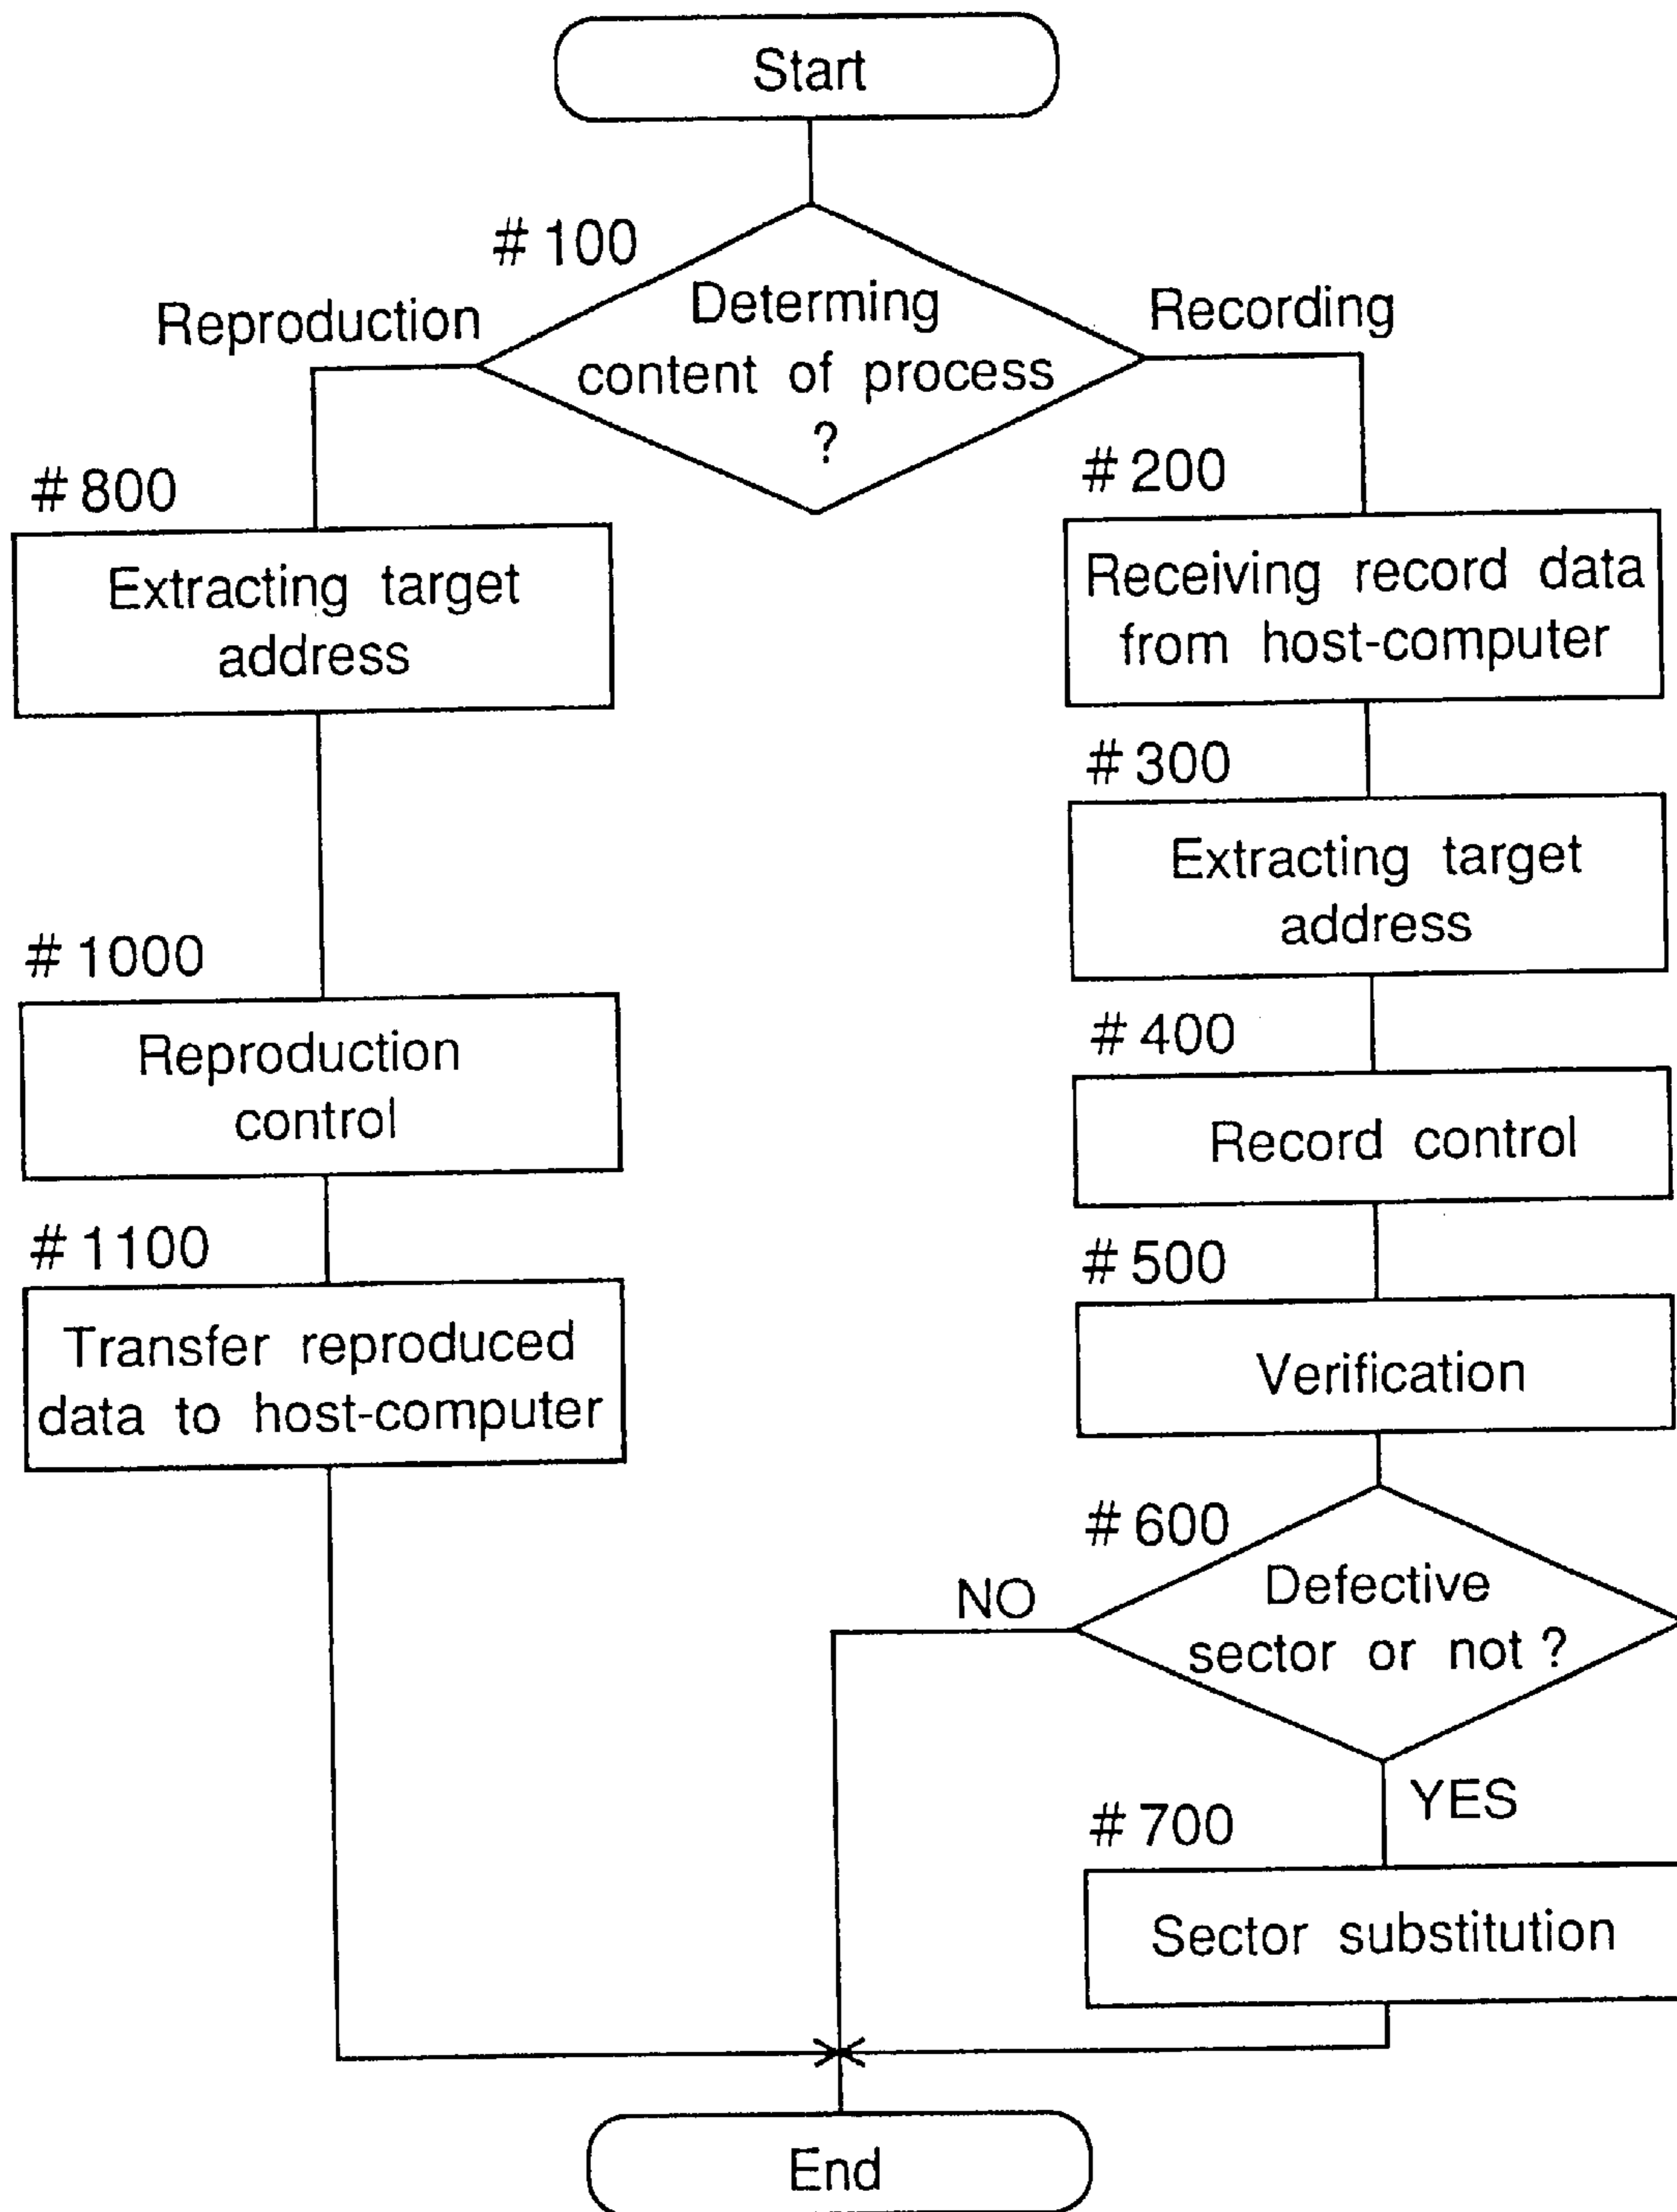 Start
# 100
Determing
content of process
?
Reproduction
Recording
# 800
Extracting target
address
# 1000
Reproduction
control
# 1100
Transfer reproduced
data to host-computer
# 200
Receiving record data
from host-computer
# 300
Extracting target
address
# 400
Record control
# 500
Verification
# 600
Defective
sector or not ?
NO
YES
# 700
Sector substitution
End